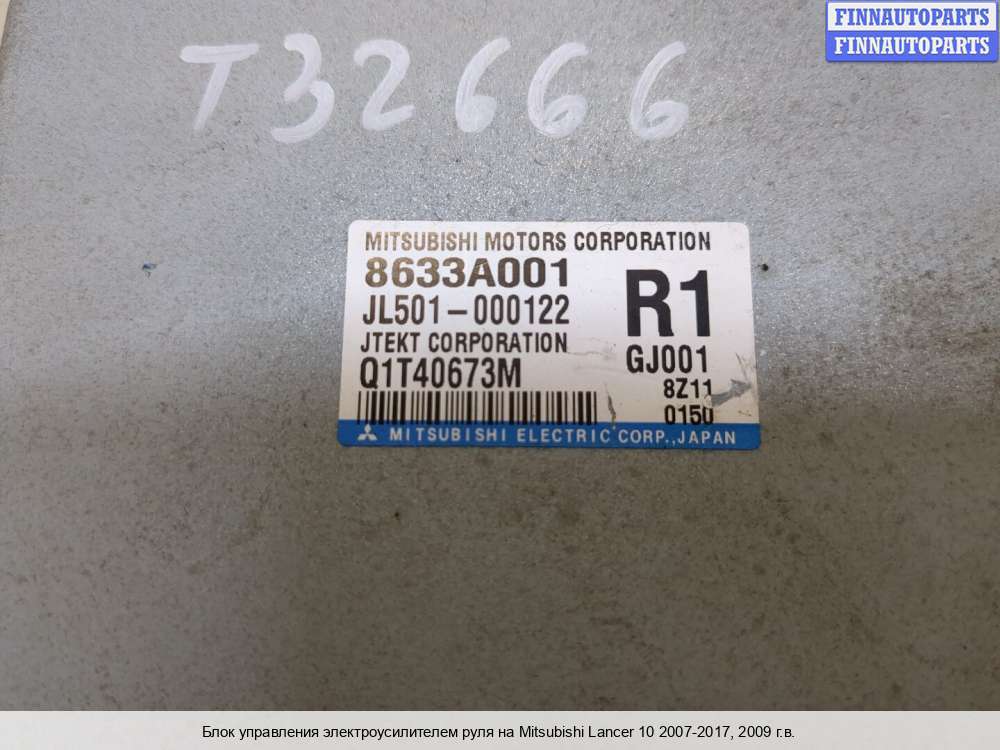 FINNAUTOPARTS
FINNAUTOPARTS
T32666
MITSUBISHI MOTORS CORPORATION
8633A001
R1
JL501-000122
JTEKT CORPORATION
GJ001
Q1T40673M
8Z11
0150
MITSUBISHI ELECTRIC CORP., JAPAN
Блок управления электроусилителем руля на Mitsubishi Lancer 10 2007-2017, 2009 г.в.